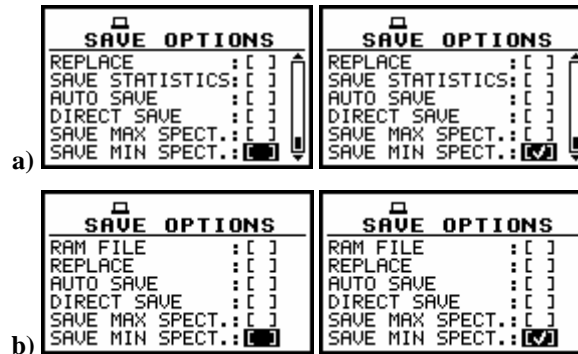 SAVE OPTIONS
REPLACE :[ ]
SAVE STATISTICS:[ ]
AUTO SAVE :[ ]
DIRECT SAVE :[ ]
SAVE MAX SPECT.:[ ]
SAVE MIN SPECT.:[ ]
SAVE OPTIONS
REPLACE :[ ]
SAVE STATISTICS:[ ]
AUTO SAVE :[ ]
DIRECT SAVE :[ ]
SAVE MAX SPECT.:[ ]
SAVE MIN SPECT.:[✓]
a)
SAVE OPTIONS
RAM FILE :[ ]
REPLACE :[ ]
AUTO SAVE :[ ]
DIRECT SAVE :[ ]
SAVE MAX SPECT.:[ ]
SAVE MIN SPECT.:[ ]
SAVE OPTIONS
RAM FILE :[ ]
REPLACE :[ ]
AUTO SAVE :[ ]
DIRECT SAVE :[ ]
SAVE MAX SPECT.:[ ]
SAVE MIN SPECT.:[✓]
b)